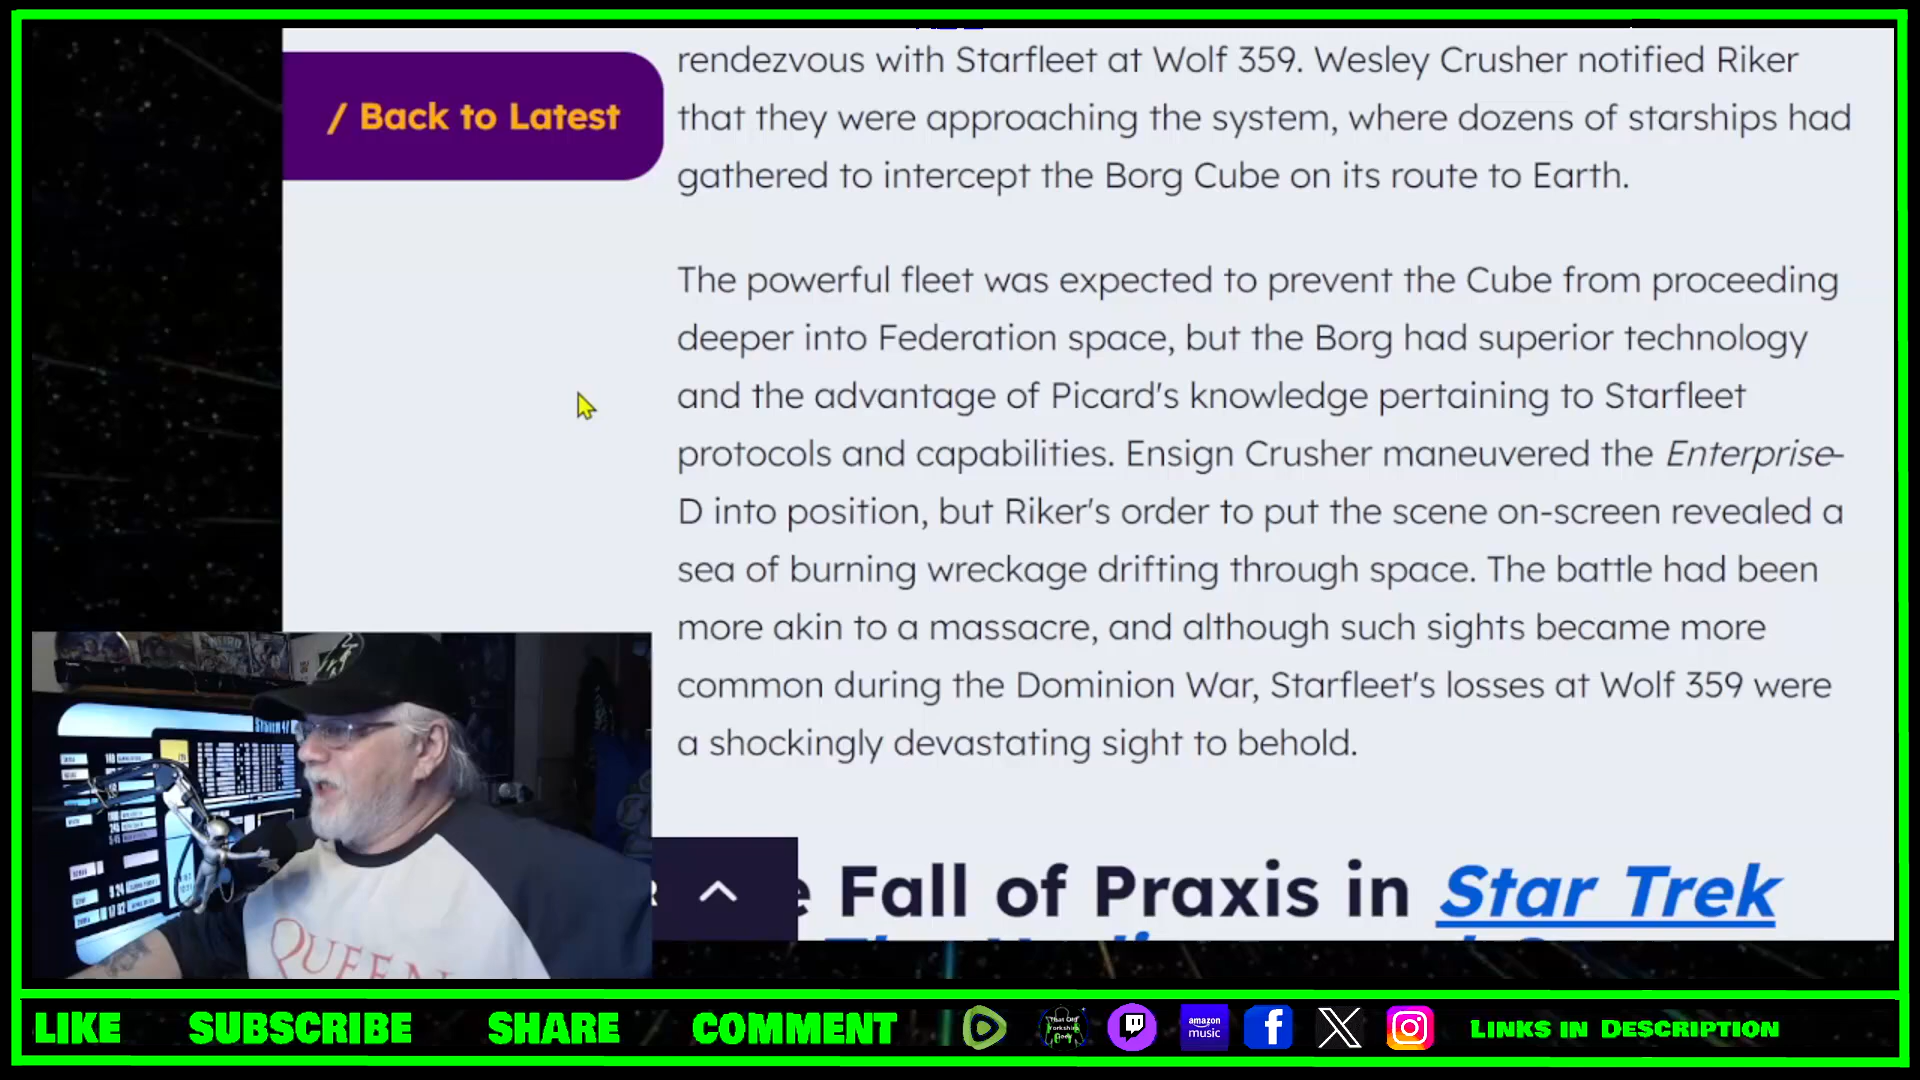 rendezvous with Starfleet at Wolf 359. Wesley Crusher notified Riker
/ Back to Latest
that they were approaching the system, where dozens of starships had
gathered to intercept the Borg Cube on its route to Earth.
The powerful fleet was expected to prevent the Cube from proceeding
deeper into Federation space, but the Borg had superior technology
and the advantage of Picard's knowledge pertaining to Starfleet
protocols and capabilities. Ensign Crusher maneuvered the Enterprise-
D into position, but Riker's order to put the scene on-screen revealed a
sea of burning wreckage drifting through space. The battle had been
more akin to a massacre, and although such sights became more
common during the Dominion War, Starfleet's losses at Wolf 359 were
a shockingly devastating sight to behold.
Fall of Praxis in Star Trek
QUEEN
LIKE SUBSCRIBE SHARE COMMENT
amazon
music
LINKS IN DESCRIPTION